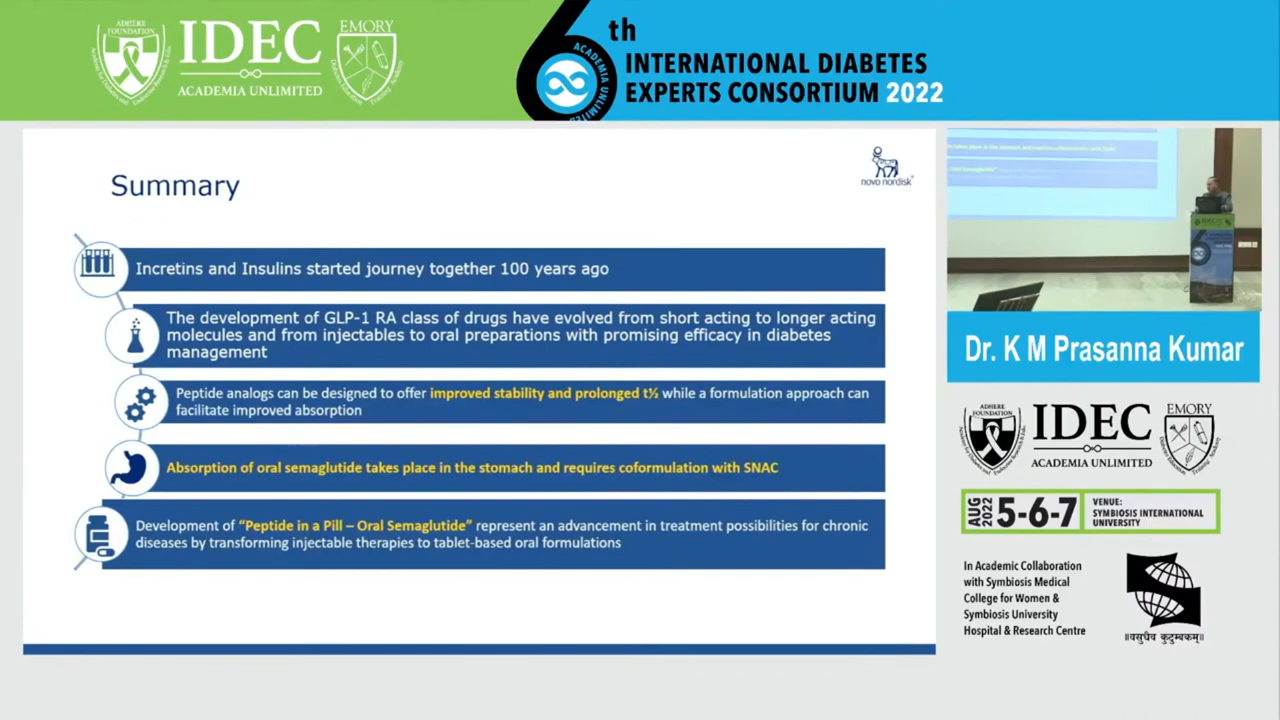 ADHERE
FOUNDATION
IDEC
ACADEMIA UNLIMITED
EMORY
6th
ACADEMIA UNLIMITED
INTERNATIONAL DIABETES
EXPERTS CONSORTIUM 2022
Summary
novo nordisk®
Incretins and Insulins started journey together 100 years ago
The development of GLP-1 RA class of drugs have evolved from short acting to longer acting
molecules and from injectables to oral preparations with promising efficacy in diabetes
management
Peptide analogs can be designed to offer improved stability and prolonged t½ while a formulation approach can
facilitate improved absorption
Absorption of oral semaglutide takes place in the stomach and requires coformulation with SNAC
Development of “Peptide in a Pill – Oral Semaglutide” represent an advancement in treatment possibilities for chronic
diseases by transforming injectable therapies to tablet-based oral formulations
Dr. K M Prasanna Kumar
ADHERE
FOUNDATION
IDEC
ACADEMIA UNLIMITED
EMORY
AUG
2022
5-6-7
VENUE:
SYMBIOSIS INTERNATIONAL
UNIVERSITY
In Academic Collaboration
with Symbiosis Medical
College for Women &
Symbiosis University
Hospital & Research Centre
॥वसुधैव कुटुम्बकम्॥